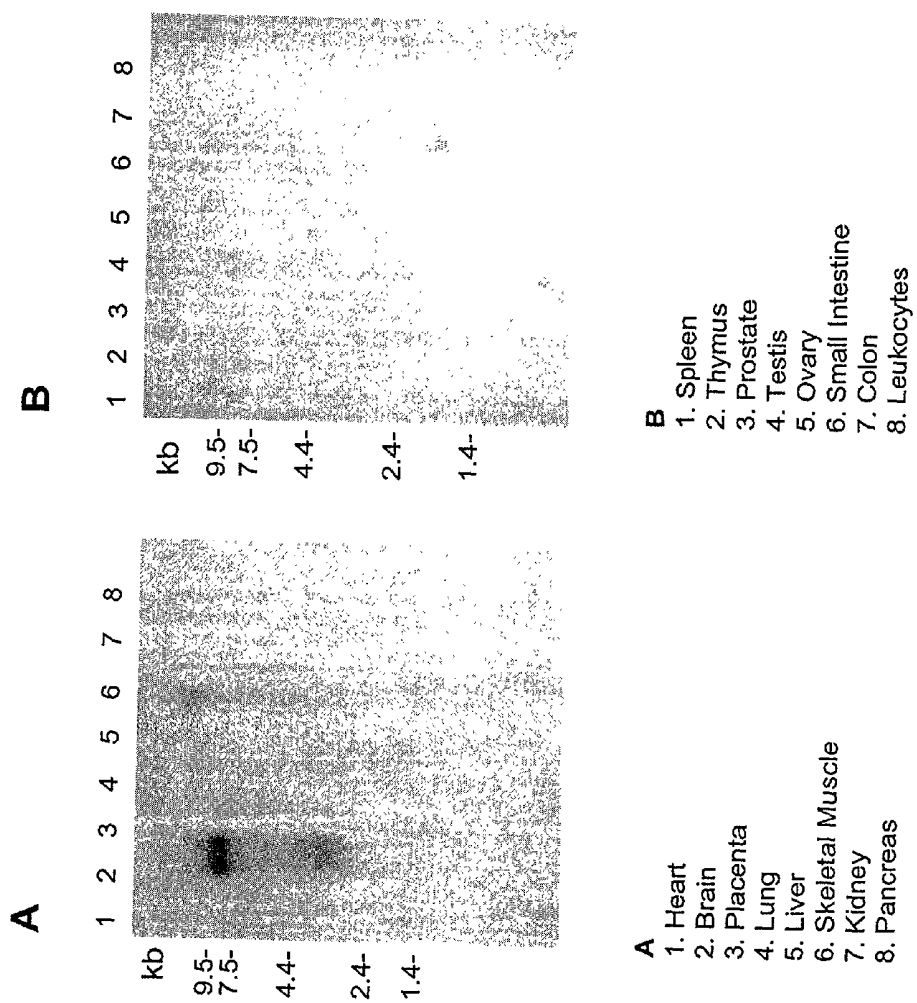 A
1 2 3 4 5 6 7 8
kb
9.5-
7.5-
4.4-
2.4-
1.4-
A
1. Heart
2. Brain
3. Placenta
4. Lung
5. Liver
6. Skeletal Muscle
7. Kidney
8. Pancreas
B
1 2 3 4 5 6 7 8
kb
9.5-
7.5-
4.4-
2.4-
1.4-
B
1. Spleen
2. Thymus
3. Prostate
4. Testis
5. Ovary
6. Small Intestine
7. Colon
8. Leukocytes